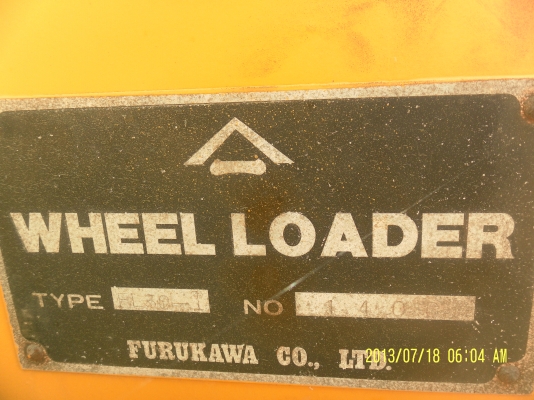 WHEEL LOADER
TYPE NO
FURUKAWA CO., LTD.
2013/07/18 06:04 AM